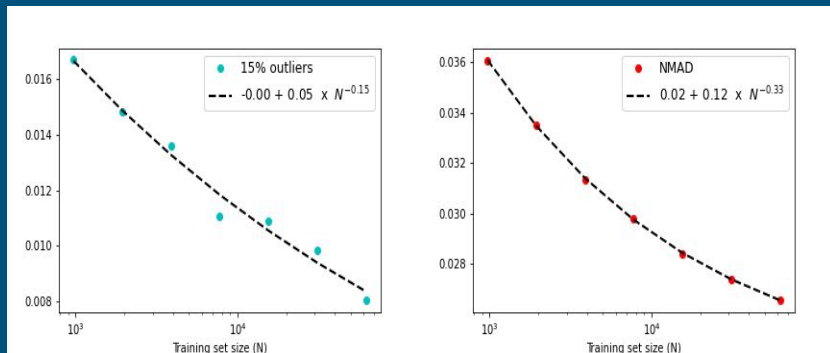 15% outliers
-0.00 + 0.05 x N^{-0.15}
0.016
0.014
0.012
0.010
0.008
10^3
10^4
Training set size (N)
NMAD
0.02 + 0.12 x N^{-0.33}
0.036
0.034
0.032
0.030
0.028
10^3
10^4
Training set size (N)